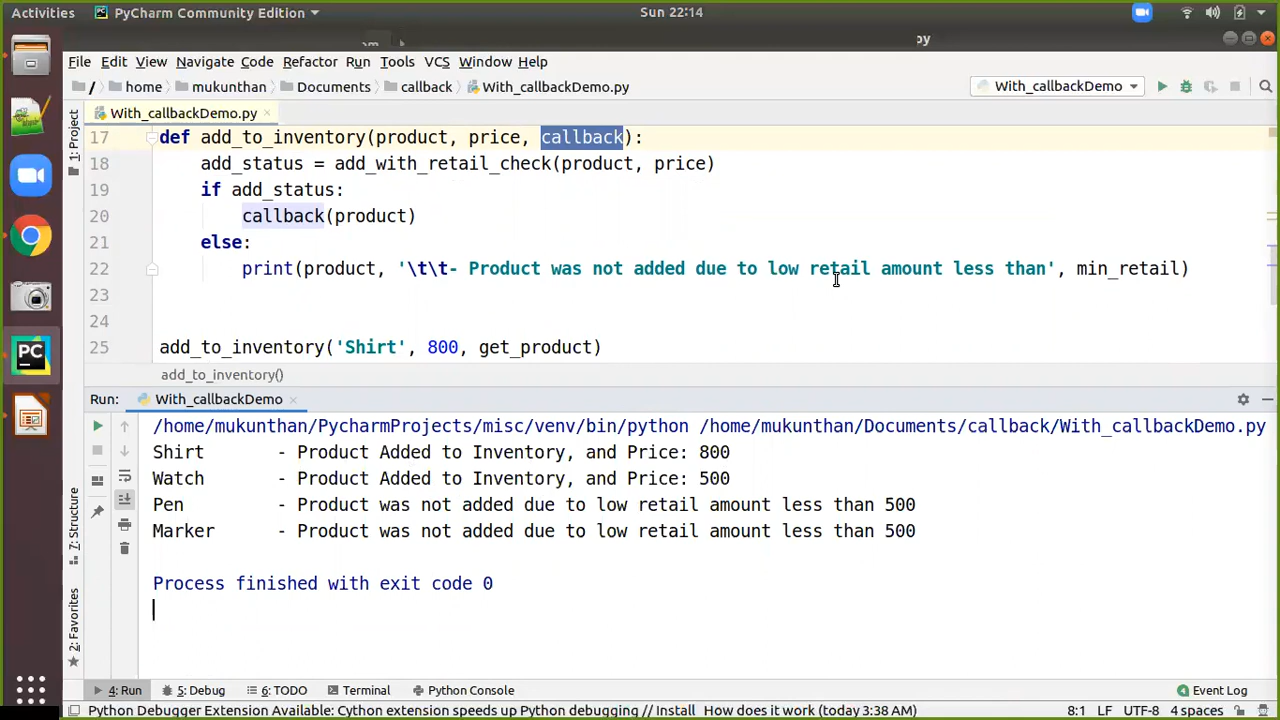 Activities PyCharm Community Edition Sun 22:14
py
File Edit View Navigate Code Refactor Run Tools VCS Window Help
/ home mukunthan Documents callback With_callbackDemo.py With_callbackDemo
With_callbackDemo.py
1: Project
17 def add_to_inventory(product, price, callback):
18 add_status = add_with_retail_check(product, price)
19 if add_status:
20 callback(product)
21 else:
22 print(product, '\t\t- Product was not added due to low retail amount less than', min_retail)
23
24
25 add_to_inventory('Shirt', 800, get_product)
add_to_inventory()
Run: With_callbackDemo
/home/mukunthan/PycharmProjects/misc/venv/bin/python /home/mukunthan/Documents/callback/With_callbackDemo.py
Shirt - Product Added to Inventory, and Price: 800
Watch - Product Added to Inventory, and Price: 500
Pen - Product was not added due to low retail amount less than 500
Marker - Product was not added due to low retail amount less than 500
Process finished with exit code 0
7: Structure
2: Favorites
PC
4: Run 5: Debug 6: TODO Terminal Python Console Event Log
Python Debugger Extension Available: Cython extension speeds up Python debugging // Install How does it work (today 3:38 AM) 8:1 LF UTF-8 4 spaces